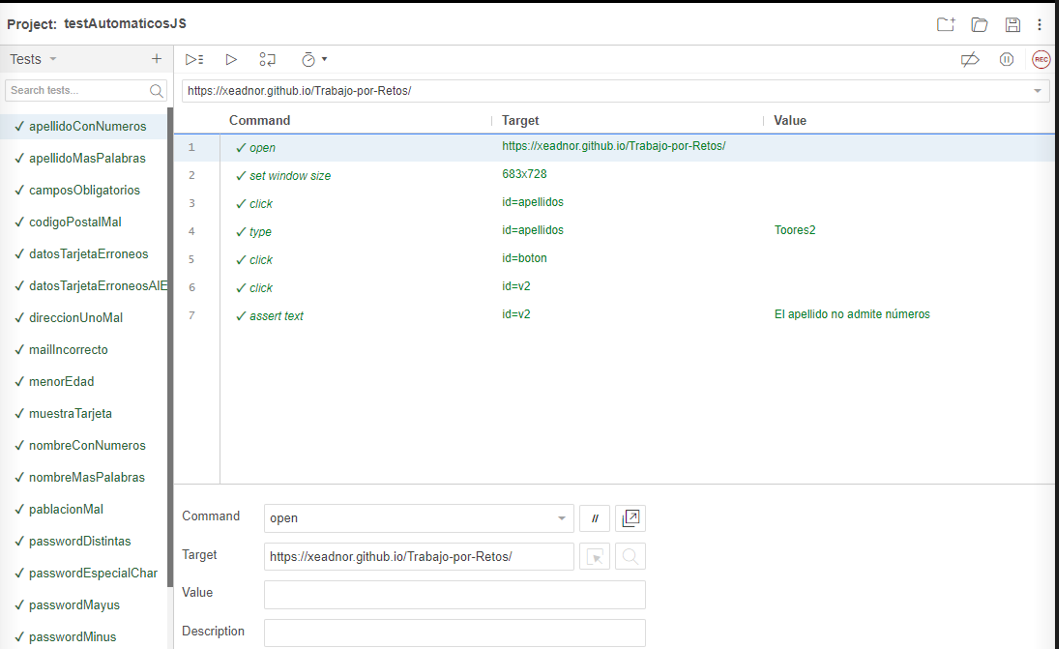 Project: testAutomaticosJS
Tests
Search tests...
apellidoConNumeros
apellidoMasPalabras
camposObligatorios
codigoPostalMal
datosTarjetaErroneos
datosTarjetaErroneosAlE
direccionUnoMal
mailIncorrecto
menorEdad
muestraTarjeta
nombreConNumeros
nombreMasPalabras
pablacionMal
passwordDistintas
passwordEspecialChar
passwordMayus
passwordMinus
REC
https://xeadnor.github.io/Trabajo-por-Retos/
Command Target Value
1 open https://xeadnor.github.io/Trabajo-por-Retos/
2 set window size 683x728
3 click id=apellidos
4 type id=apellidos Toores2
5 click id=boton
6 click id=v2
7 assert text id=v2 El apellido no admite números
Command open //
Target https://xeadnor.github.io/Trabajo-por-Retos/
Value
Description